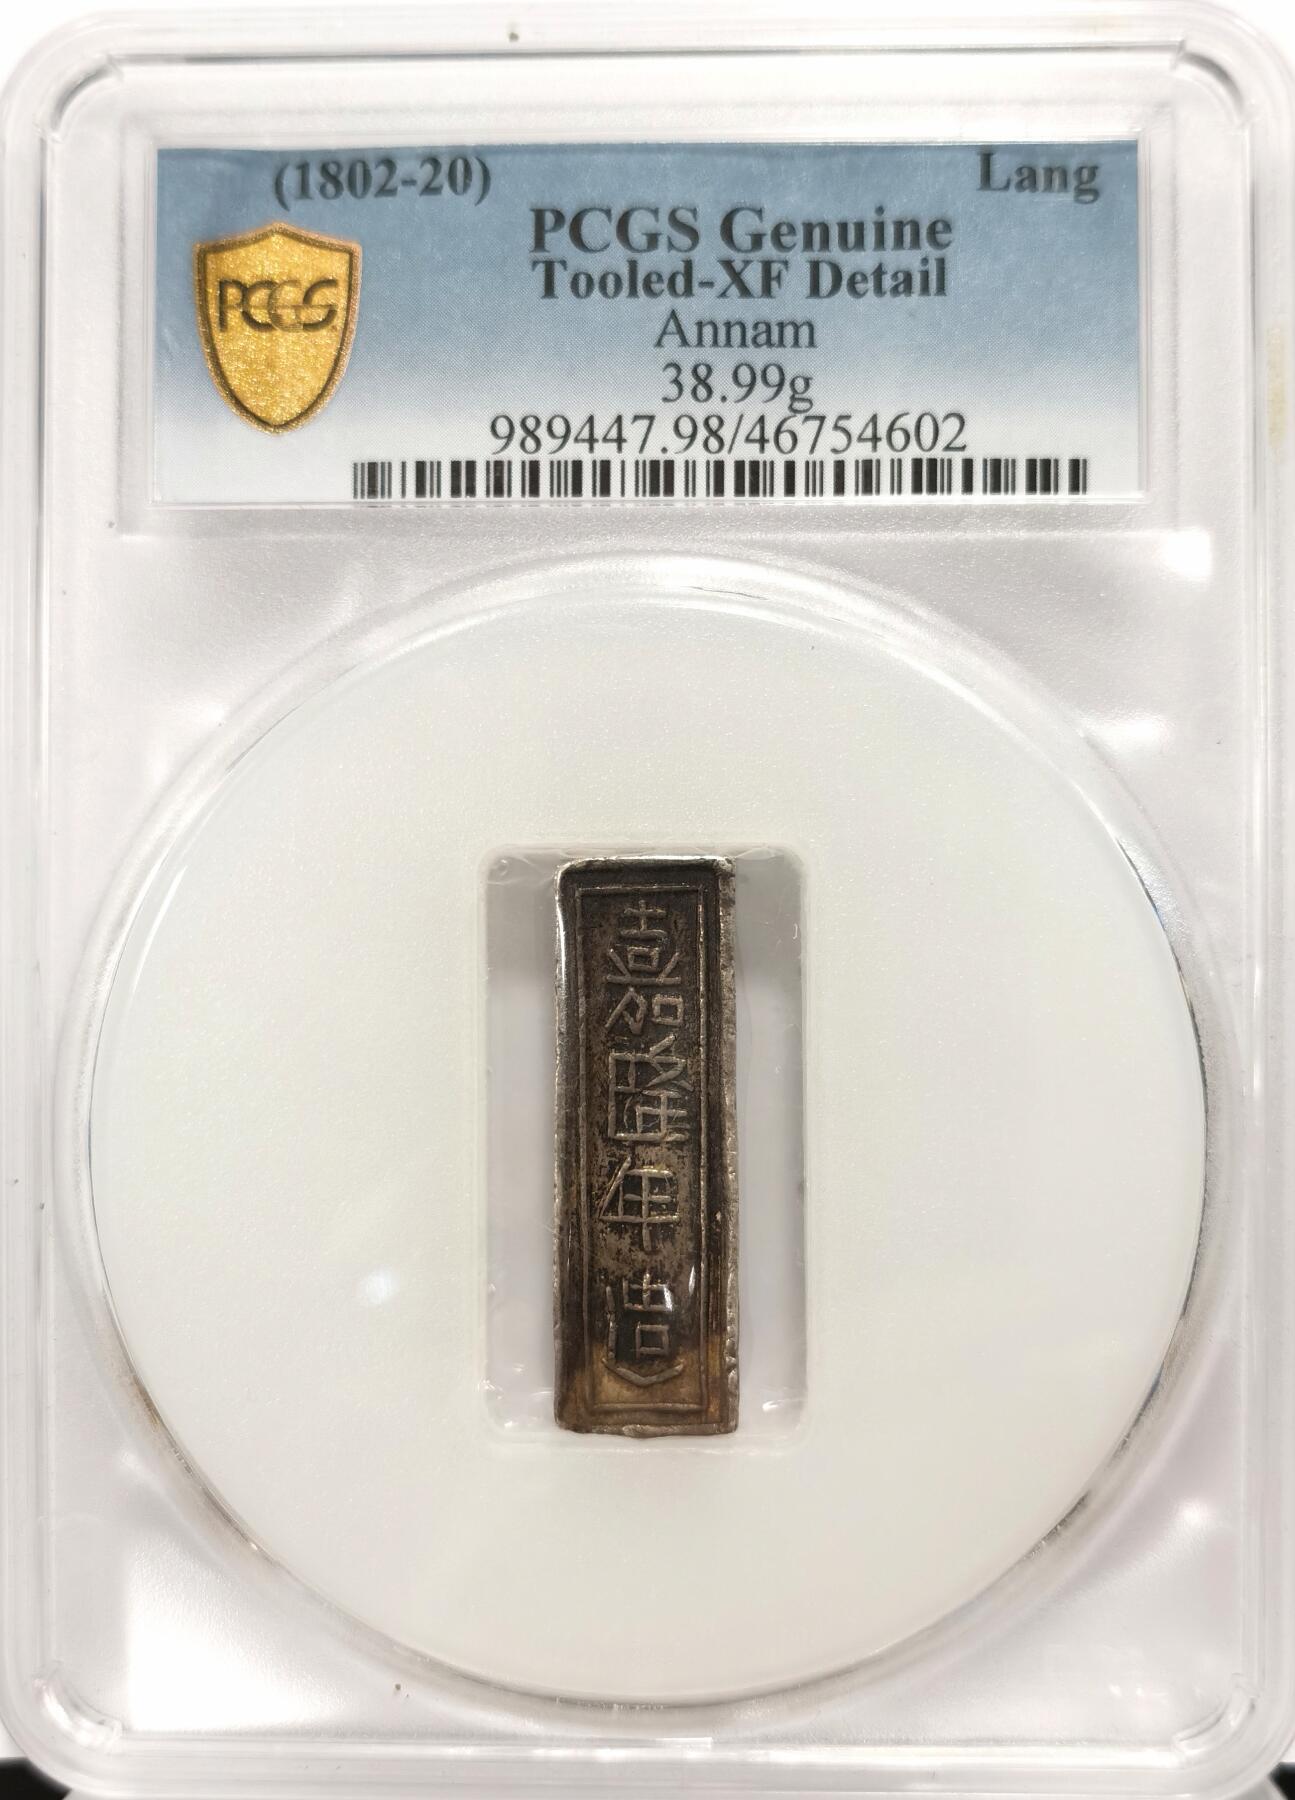 (1802-20) Lang
PCGS Genuine
Tooled-XF Detail
PCGS
Annam
38.99g
989447.98/46754602
嘉隆年造